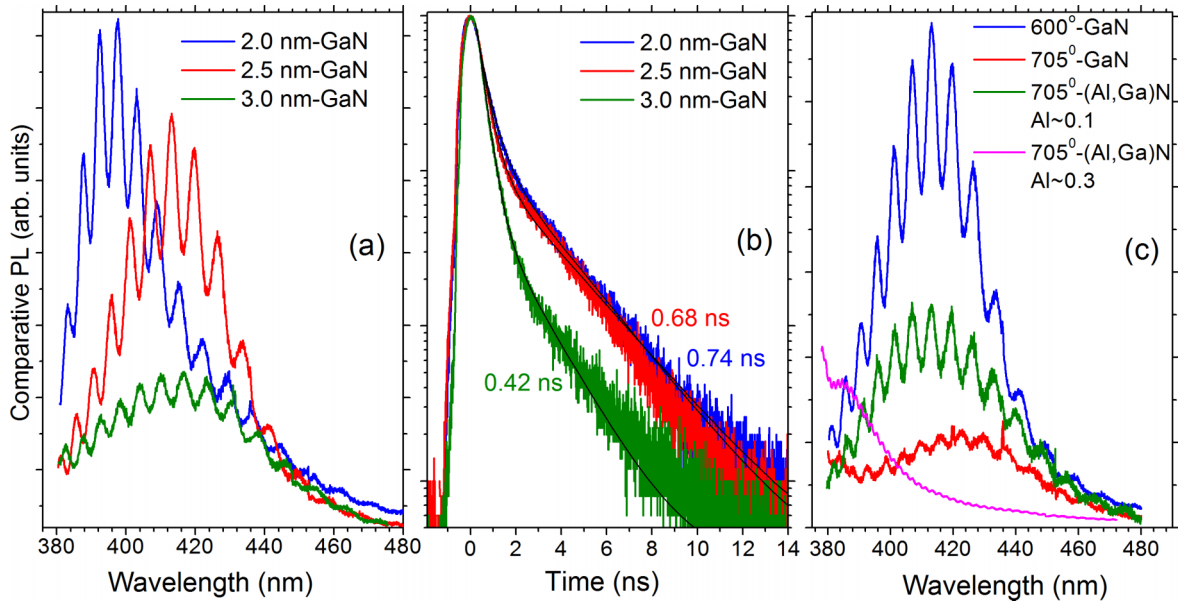 Comparative PL (arb. units)
2.0 nm-GaN
2.5 nm-GaN
3.0 nm-GaN
(a)
380 400 420 440 460 480
Wavelength (nm)
2.0 nm-GaN
2.5 nm-GaN
3.0 nm-GaN
(b)
0.68 ns
0.74 ns
0.42 ns
0 2 4 6 8 10 12 14
Time (ns)
600⁰-GaN
705⁰-GaN
705⁰-(Al,Ga)N
Al~0.1
705⁰-(Al,Ga)N
Al~0.3
(c)
380 400 420 440 460 480
Wavelength (nm)